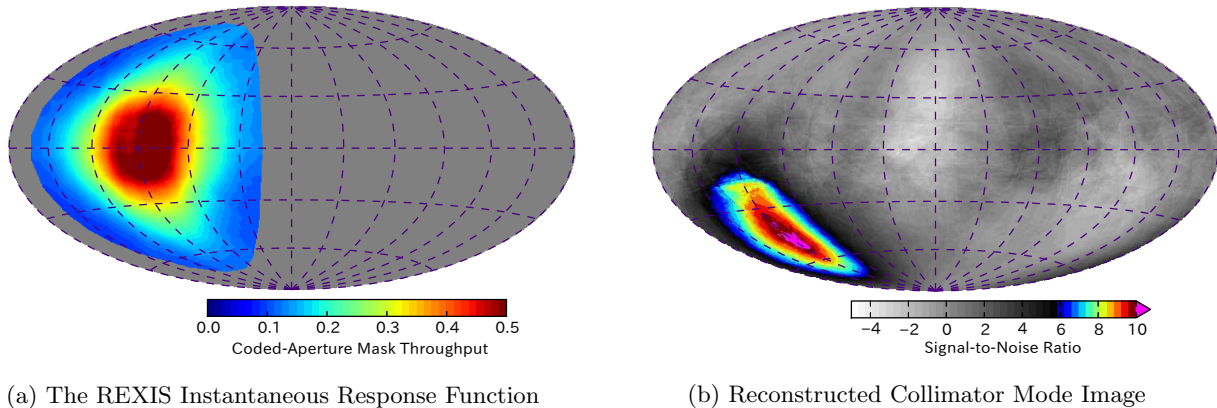 0.0 0.1 0.2 0.3 0.4 0.5
Coded-Aperture Mask Throughput
−4 −2 0 2 4 6 8 10
Signal-to-Noise Ratio
(a) The REXIS Instantaneous Response Function
(b) Reconstructed Collimator Mode Image